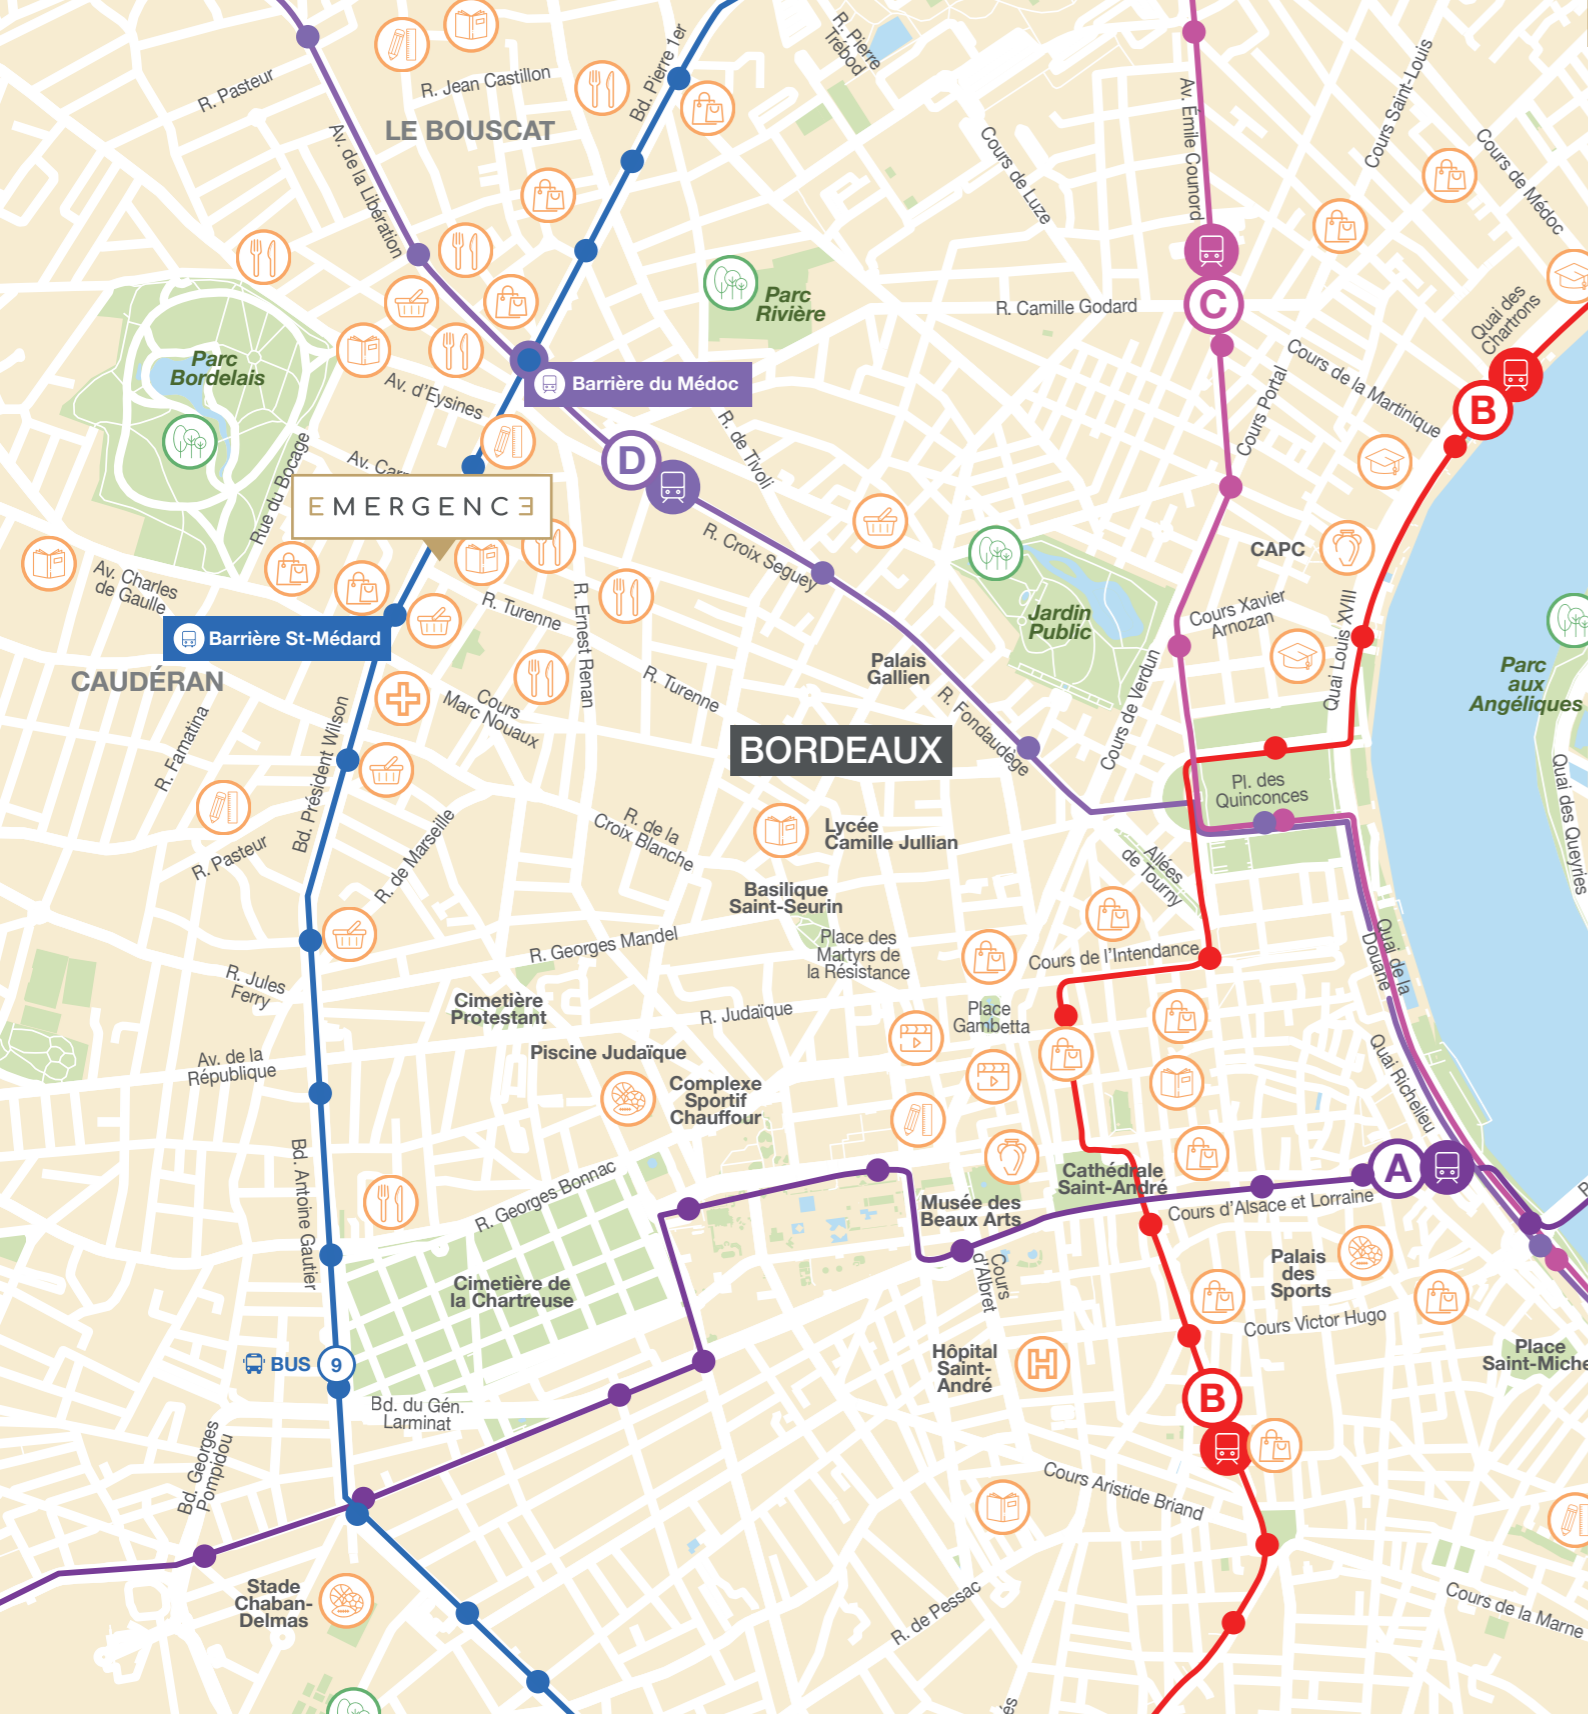 R. Pasteur
R. Jean Castillon
LE BOUSCAT
Av. de la Libération
Bd. Pierre 1er
R. Pierre
Trébod
Cours de Luze
Av. Émile Counord
Cours Saint-Louis
Cours de Médoc
Parc
Rivière
R. Camille Godard
C
Quai des
Chartrons
Parc
Bordelais
Av. d'Eysines
Barrière du Médoc
Cours de la Martinique
B
Cours Portal
R. de Tivoli
Rue du Bocage
D
EMERGENCE
R. Croix Seguey
CAPC
Av. Charles
de Gaulle
R. Turenne
R. Ernest Renan
Jardin
Public
Cours Xavier
Arnozan
Quai Louis XVIII
Barrière St-Médard
CAUDÉRAN
Palais
Gallien
Parc
aux
Angéliques
R. Turenne
Cours
Marc Nouaux
R. Fondaudège
Cours de Verdun
R. Famatina
Bd. Président Wilson
BORDEAUX
Pl. des
Quinconces
Quai des Queyries
R. Pasteur
R. de Marseille
R. de la
Croix Blanche
Lycée
Camille Jullian
Allées
de Tourny
Basilique
Saint-Seurin
R. Georges Mandel
Place des
Martyrs de
la Résistance
Cours de l'Intendance
Quai de la
Douane
R. Jules
Ferry
Cimetière
Protestant
R. Judaïque
Place
Gambetta
Piscine Judaïque
Av. de la
République
Complexe
Sportif
Chauffour
Quai Richelieu
Bd. Antoine Gautier
R. Georges Bonnac
Cathédrale
Saint-André
A
Musée des
Beaux Arts
Cours d'Alsace et Lorraine
Cours
d'Albret
Palais
des
Sports
Cimetière de
la Chartreuse
Cours Victor Hugo
Hôpital
Saint-
André
H
Place
Saint-Miche
BUS 9
B
Bd. du Gén.
Larminat
Bd. Georges
Pompidou
Cours Aristide Briand
Stade
Chaban-
Delmas
R. de Pessac
Cours de la Marne